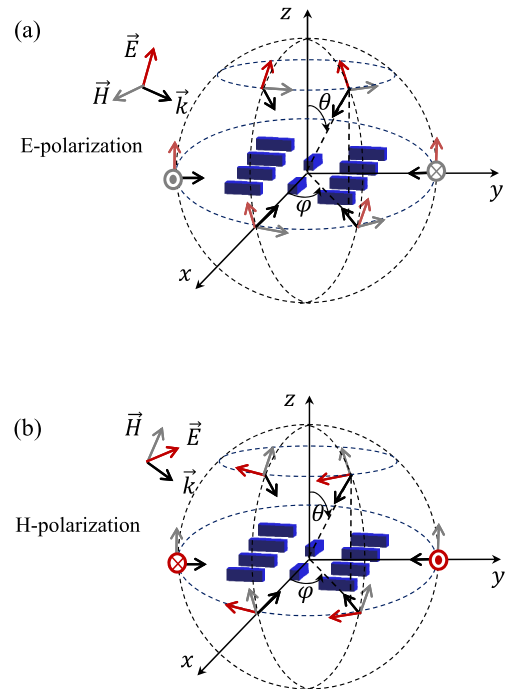 (a)
z
E⃗
H⃗
k⃗
θ
E-polarization
y
φ
x
(b)
z
H⃗
E⃗
k⃗
θ
H-polarization
y
φ
x